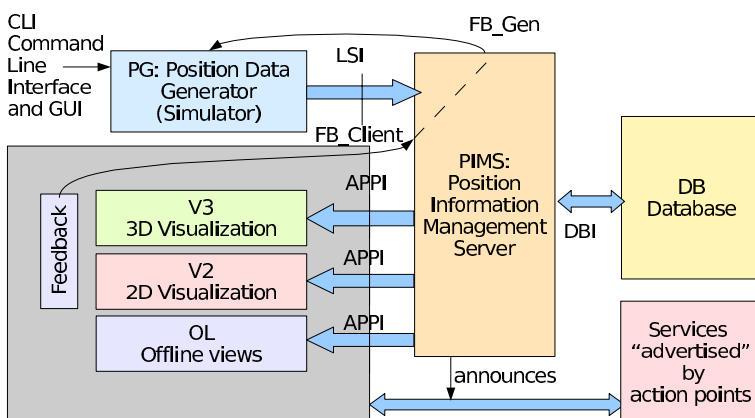 CLI
Command
Line
Interface
and GUI
PG: Position Data
Generator
(Simulator)
LSI
FB_Gen
FB_Client
PIMS:
Position
Information
Management
Server
DBI
DB
Database
Feedback
APPI
V3
3D Visualization
APPI
V2
2D Visualization
APPI
OL
Offline views
announces
Services
“advertised”
by
action points